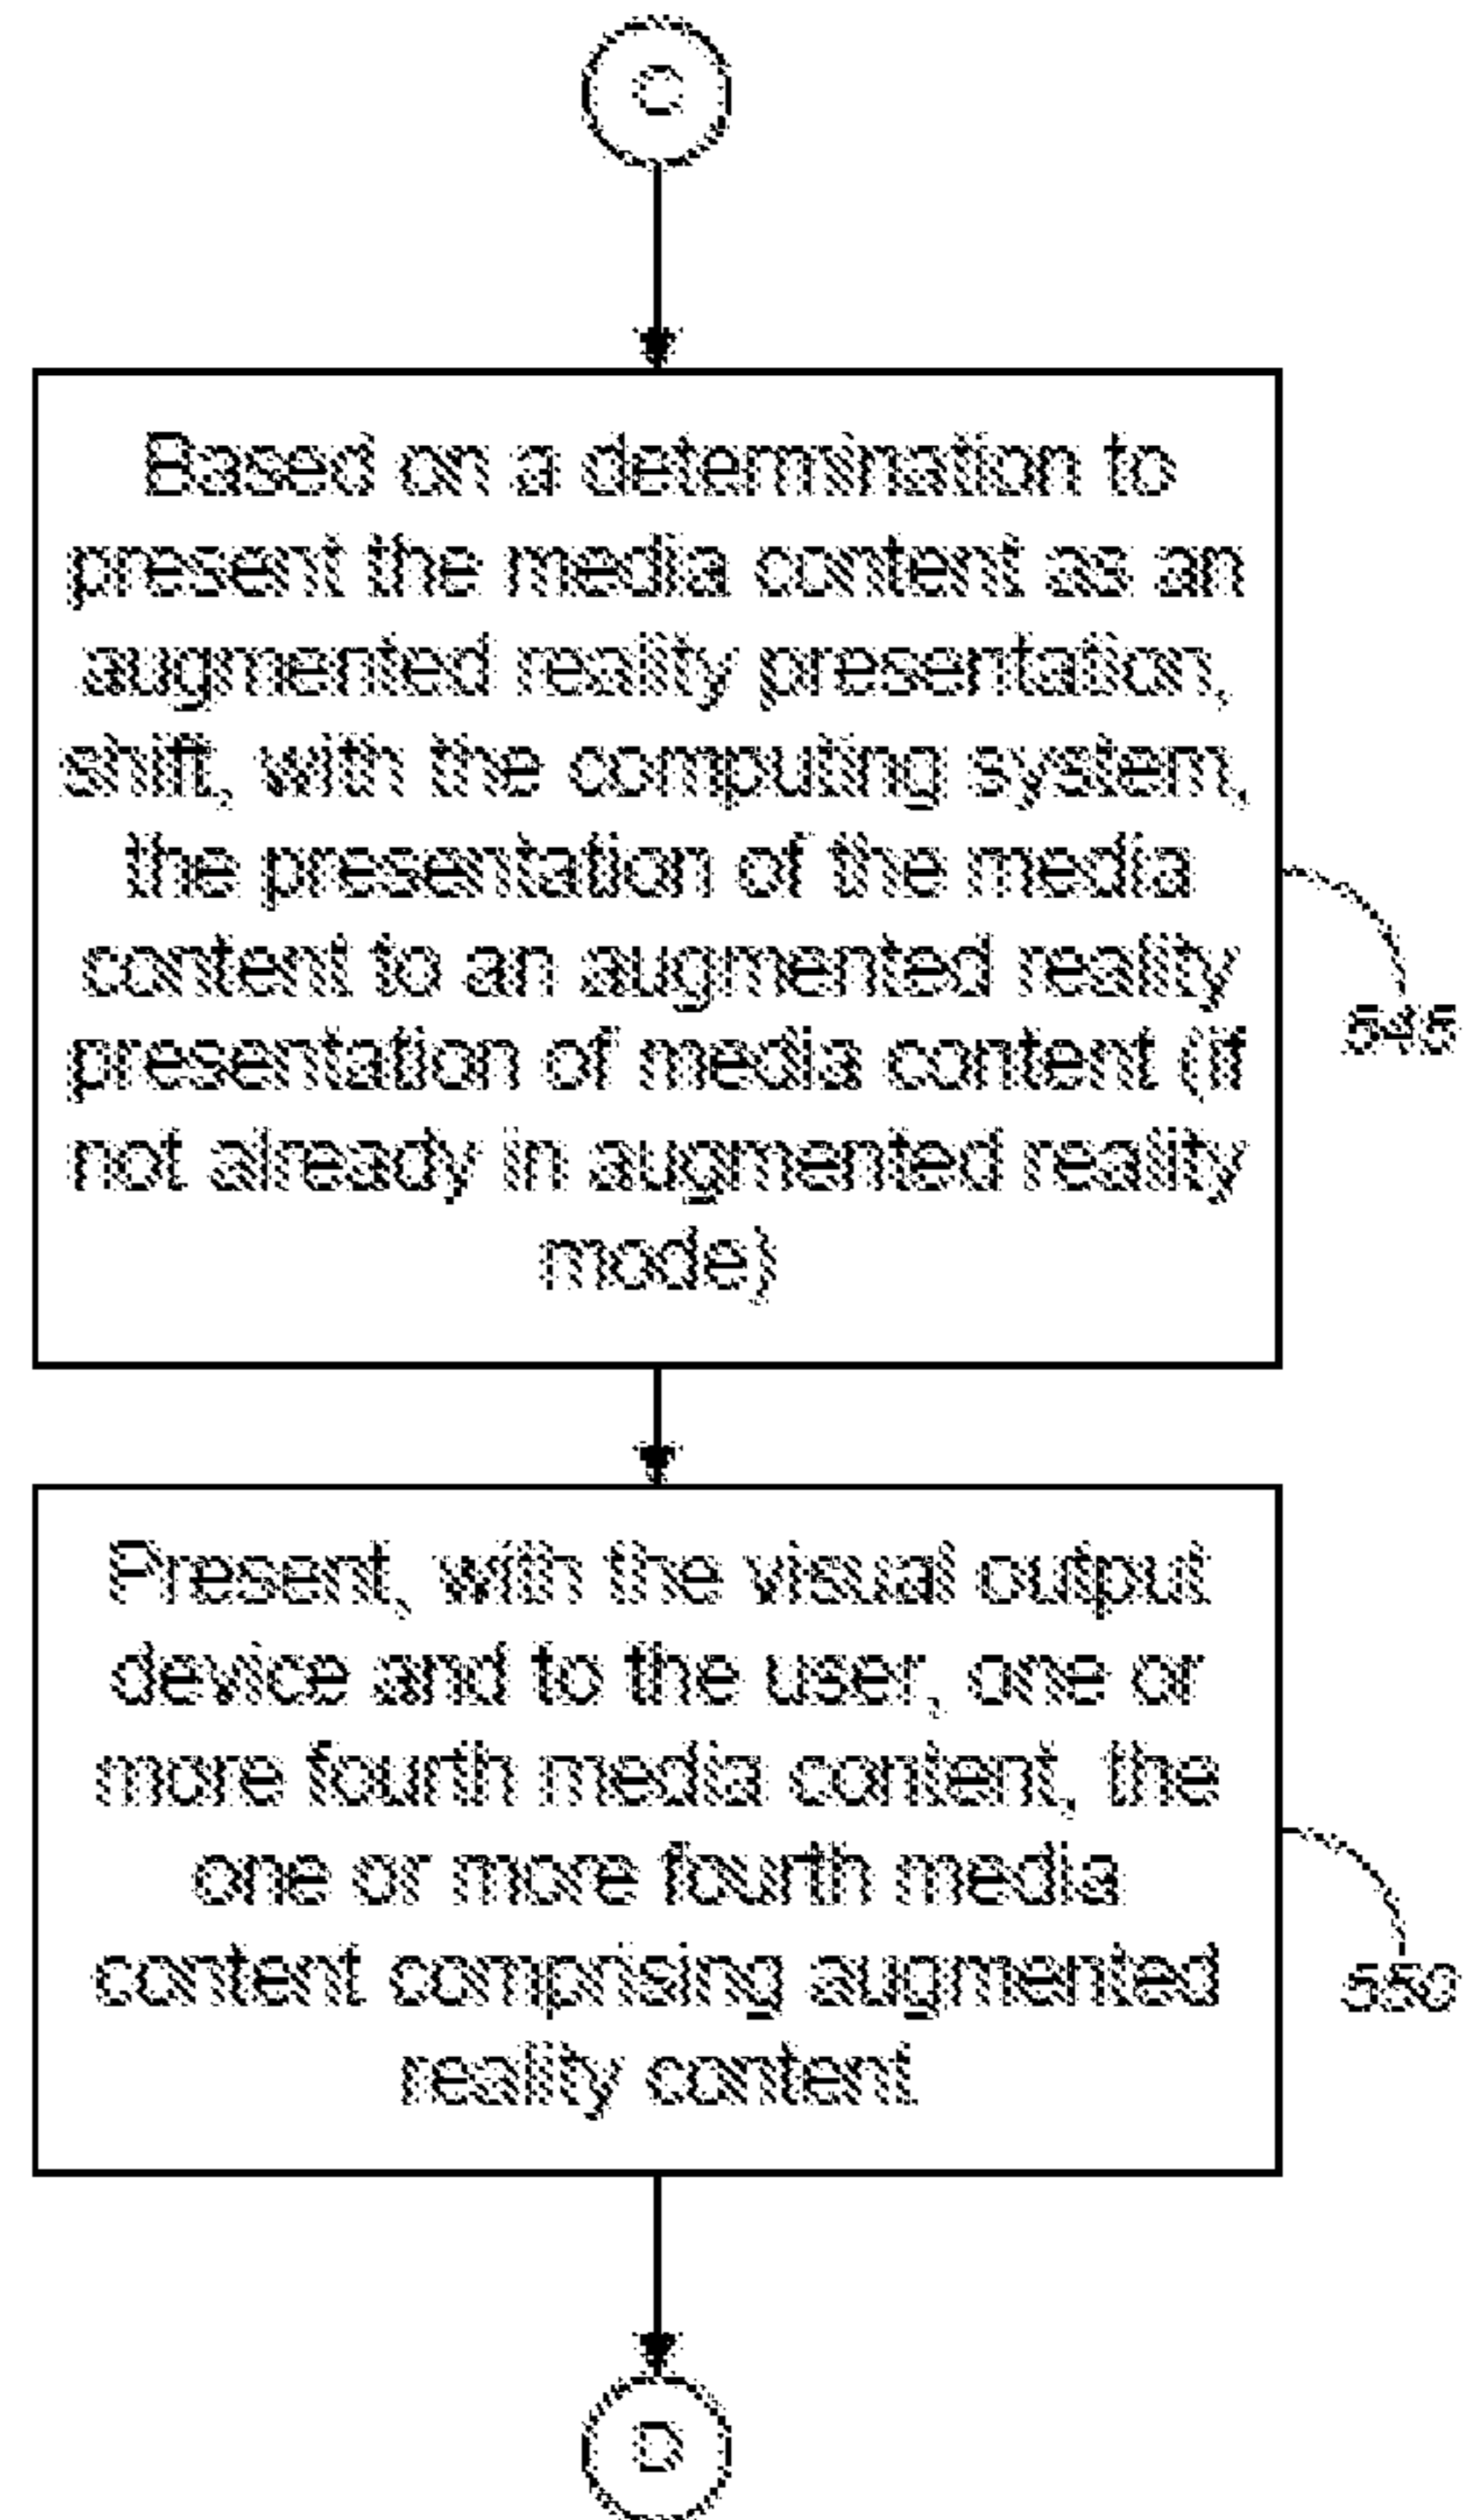 C
Based on a determination to
present the media content as an
augmented reality presentation,
shift, with the computing system,
the presentation of the media
content to an augmented reality
presentation of media content (if
not already in augmented reality
mode)
545
Present, with the visual output
device and to the user, one or
more fourth media content, the
one or more fourth media
content comprising augmented
reality content.
550
D